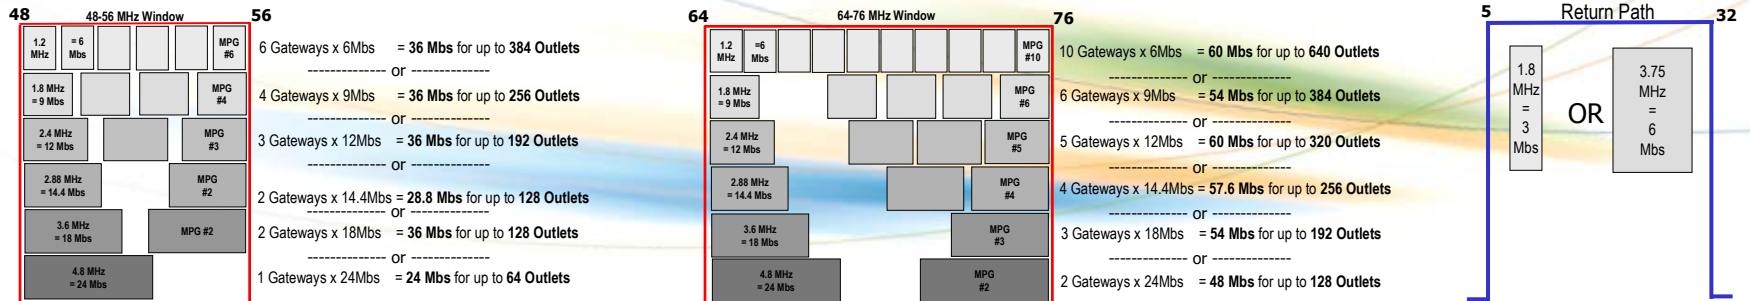 48
48-56 MHz Window
56
1.2 MHz
= 6 Mbs
MPG #6
1.8 MHz = 9 Mbs
MPG #4
2.4 MHz = 12 Mbs
MPG #3
2.88 MHz = 14.4 Mbs
MPG #2
3.6 MHz = 18 Mbs
MPG #2
4.8 MHz = 24 Mbs
6 Gateways x 6Mbs = 36 Mbs for up to 384 Outlets
-------------- or --------------
4 Gateways x 9Mbs = 36 Mbs for up to 256 Outlets
-------------- or --------------
3 Gateways x 12Mbs = 36 Mbs for up to 192 Outlets
-------------- or --------------
2 Gateways x 14.4Mbs = 28.8 Mbs for up to 128 Outlets
-------------- or --------------
2 Gateways x 18Mbs = 36 Mbs for up to 128 Outlets
-------------- or --------------
1 Gateways x 24Mbs = 24 Mbs for up to 64 Outlets
64
64-76 MHz Window
76
1.2 MHz
=6 Mbs
MPG #10
1.8 MHz = 9 Mbs
MPG #6
2.4 MHz = 12 Mbs
MPG #5
2.88 MHz = 14.4 Mbs
MPG #4
3.6 MHz = 18 Mbs
MPG #3
4.8 MHz = 24 Mbs
MPG #2
10 Gateways x 6Mbs = 60 Mbs for up to 640 Outlets
-------------- or --------------
6 Gateways x 9Mbs = 54 Mbs for up to 384 Outlets
-------------- or --------------
5 Gateways x 12Mbs = 60 Mbs for up to 320 Outlets
-------------- or --------------
4 Gateways x 14.4Mbs = 57.6 Mbs for up to 256 Outlets
-------------- or --------------
3 Gateways x 18Mbs = 54 Mbs for up to 192 Outlets
-------------- or --------------
2 Gateways x 24Mbs = 48 Mbs for up to 128 Outlets
5
Return Path
32
1.8
MHz
=
3
Mbs
OR
3.75
MHz
=
6
Mbs